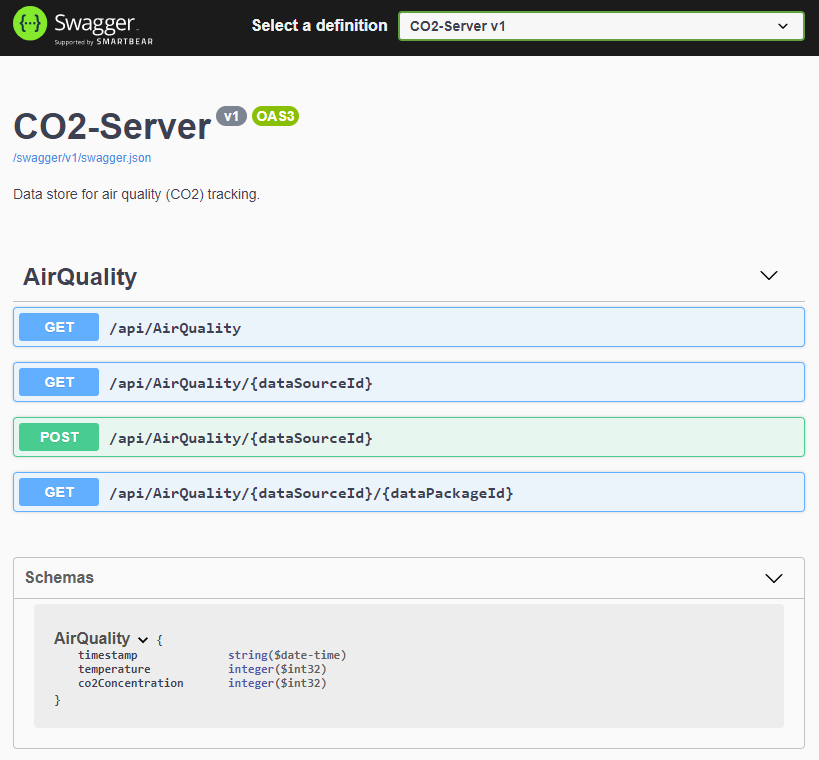 {···} Swagger
Supported by SMARTBEAR
Select a definition
CO2-Server v1
CO2-Server v1 OAS3
/swagger/v1/swagger.json
Data store for air quality (CO2) tracking.
AirQuality
GET /api/AirQuality
GET /api/AirQuality/{dataSourceId}
POST /api/AirQuality/{dataSourceId}
GET /api/AirQuality/{dataSourceId}/{dataPackageId}
Schemas
AirQuality {
timestamp string($date-time)
temperature integer($int32)
co2Concentration integer($int32)
}